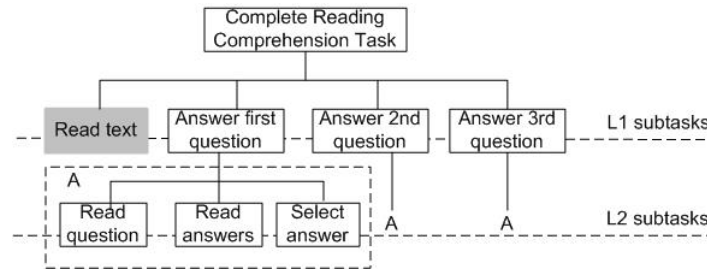 Complete Reading
Comprehension Task
Read text
Answer first
question
Answer 2nd
question
Answer 3rd
question
L1 subtasks
A
Read
question
Read
answers
Select
answer
A
A
L2 subtasks